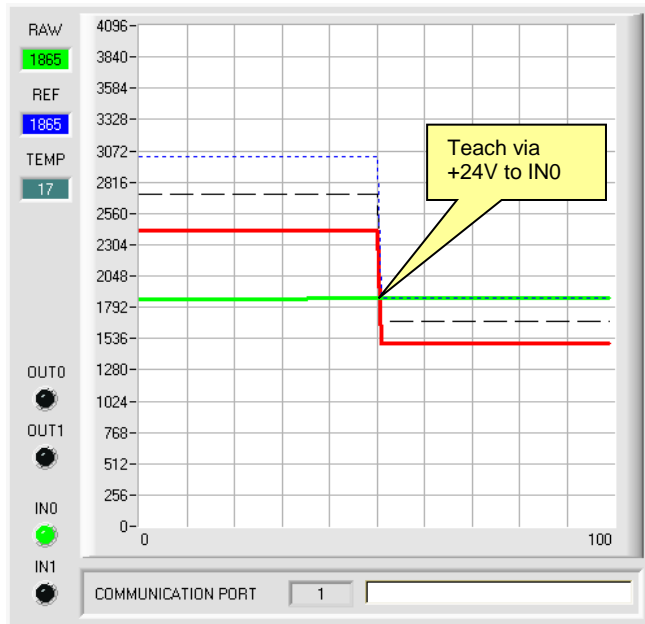 RAW
1865
REF
1865
TEMP
17
OUT0
OUT1
IN0
IN1
4096-
3840-
3584-
3328-
3072-
2816-
2560-
2304-
2048-
1792-
1536-
1280-
1024-
768-
512-
256-
0-
0
100
Teach via
+24V to IN0
COMMUNICATION PORT 1